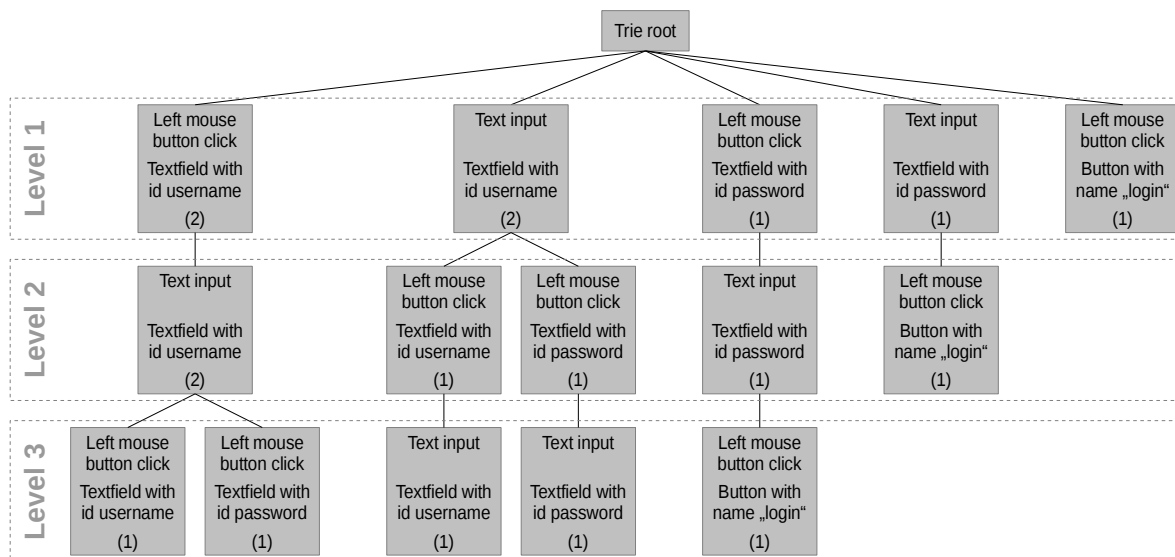 Trie root
Level 1
Left mouse
button click
Textfield with
id username
(2)
Text input
Textfield with
id username
(2)
Left mouse
button click
Textfield with
id password
(1)
Text input
Textfield with
id password
(1)
Left mouse
button click
Button with
name „login“
(1)
Level 2
Text input
Textfield with
id username
(2)
Left mouse
button click
Textfield with
id username
(1)
Left mouse
button click
Textfield with
id password
(1)
Text input
Textfield with
id password
(1)
Left mouse
button click
Button with
name „login“
(1)
Level 3
Left mouse
button click
Textfield with
id username
(1)
Left mouse
button click
Textfield with
id password
(1)
Text input
Textfield with
id username
(1)
Text input
Textfield with
id password
(1)
Left mouse
button click
Button with
name „login“
(1)